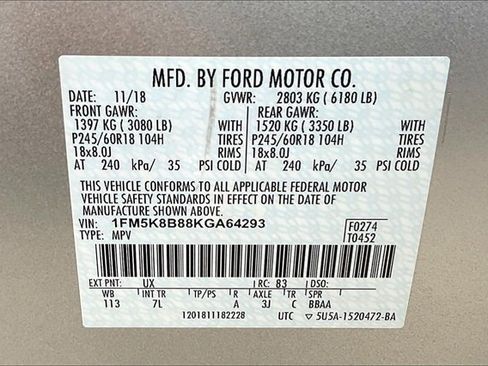 MFD. BY FORD MOTOR CO.
DATE: 11/18 GVWR: 2803 KG ( 6180 LB)
FRONT GAWR: REAR GAWR:
1397 KG ( 3080 LB) WITH 1520 KG ( 3350 LB) WITH
P245/60R18 104H TIRES P245/60R18 104H TIRES
18x8.0J RIMS 18x8.0J RIMS
AT 240 kPa/ 35 PSI COLD AT 240 kPa/ 35 PSI COLD
THIS VEHICLE CONFORMS TO ALL APPLICABLE FEDERAL MOTOR
VEHICLE SAFETY STANDARDS IN EFFECT ON THE DATE OF
MANUFACTURE SHOWN ABOVE.
VIN: 1FM5K8B88KGA64293 F0274
TYPE: MPV T0452
EXT PNT: UX RC: 83 DSO:
WB INT TR TP/PS R AXLE TR SPR
113 7L A 3J C BBAA
1201811182228 UTC ▽ 5U5A-1520472-BA